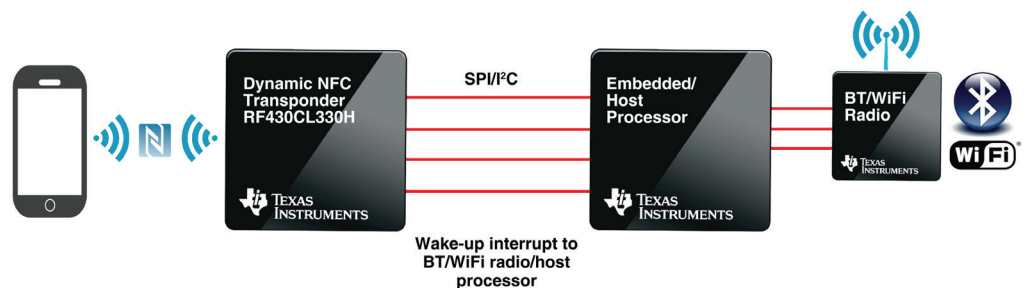 Dynamic NFC
Transponder
RF430CL330H
TEXAS
INSTRUMENTS
SPI/I²C
Wake-up interrupt to
BT/WiFi radio/host
processor
Embedded/
Host
Processor
TEXAS
INSTRUMENTS
BT/WiFi
Radio
TEXAS
INSTRUMENTS
Wi Fi®